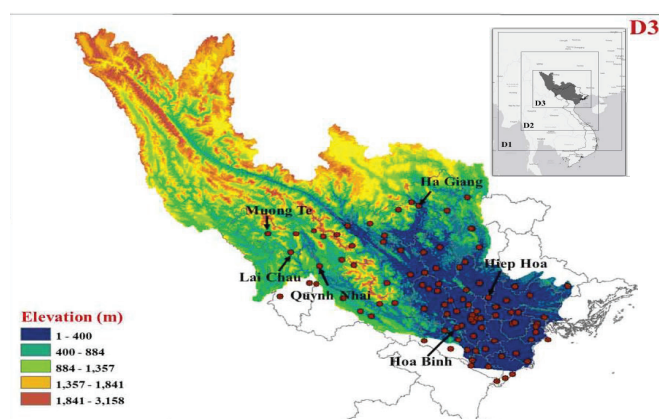 D3
D3
D2
D1
Ha Giang
Muong Te
Hiep Hoa
Lai Chau
Quynh Nhai
Hoa Binh
Elevation (m)
1 - 400
400 - 884
884 - 1,357
1,357 - 1,841
1,841 - 3,158